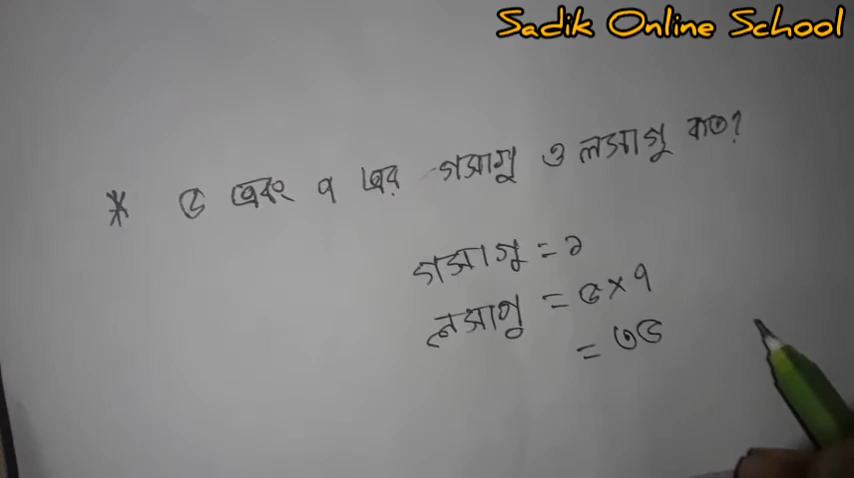 Sadik Online School
* ৫ এবং ৭ এর গসাগু ও লসাগু কত?
গসাগু = ১
লসাগু = ৫ × ৭
= ৩৫